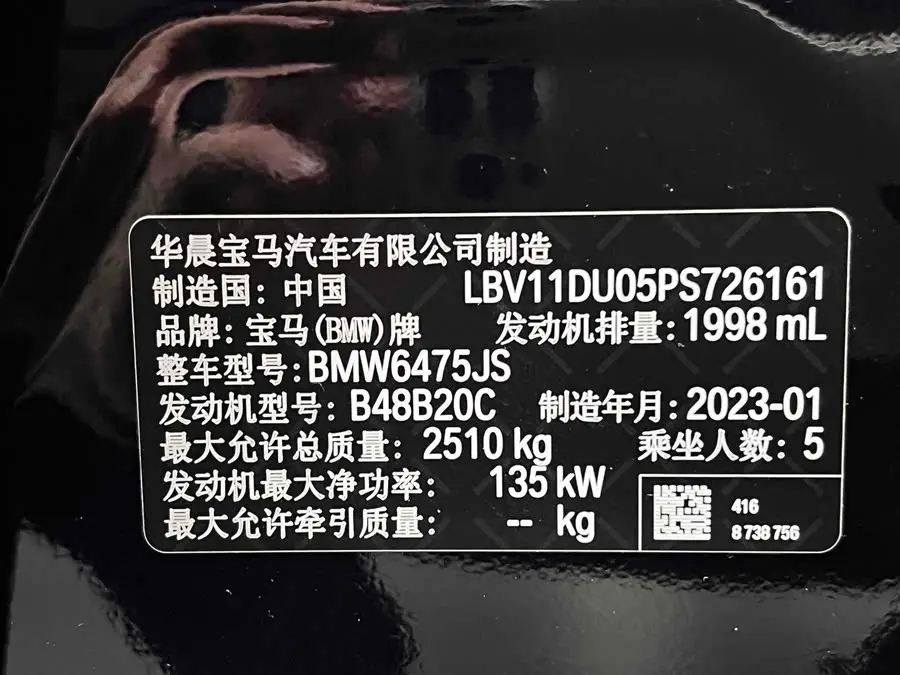 华晨宝马汽车有限公司制造
制造国：中国 LBV11DU05PS726161
品牌：宝马(BMW)牌 发动机排量：1998 mL
整车型号：BMW6475JS
发动机型号：B48B20C 制造年月：2023-01
最大允许总质量：2510 kg 乘坐人数：5
发动机最大净功率： 135 kW
最大允许牵引质量： -- kg
416
8738756